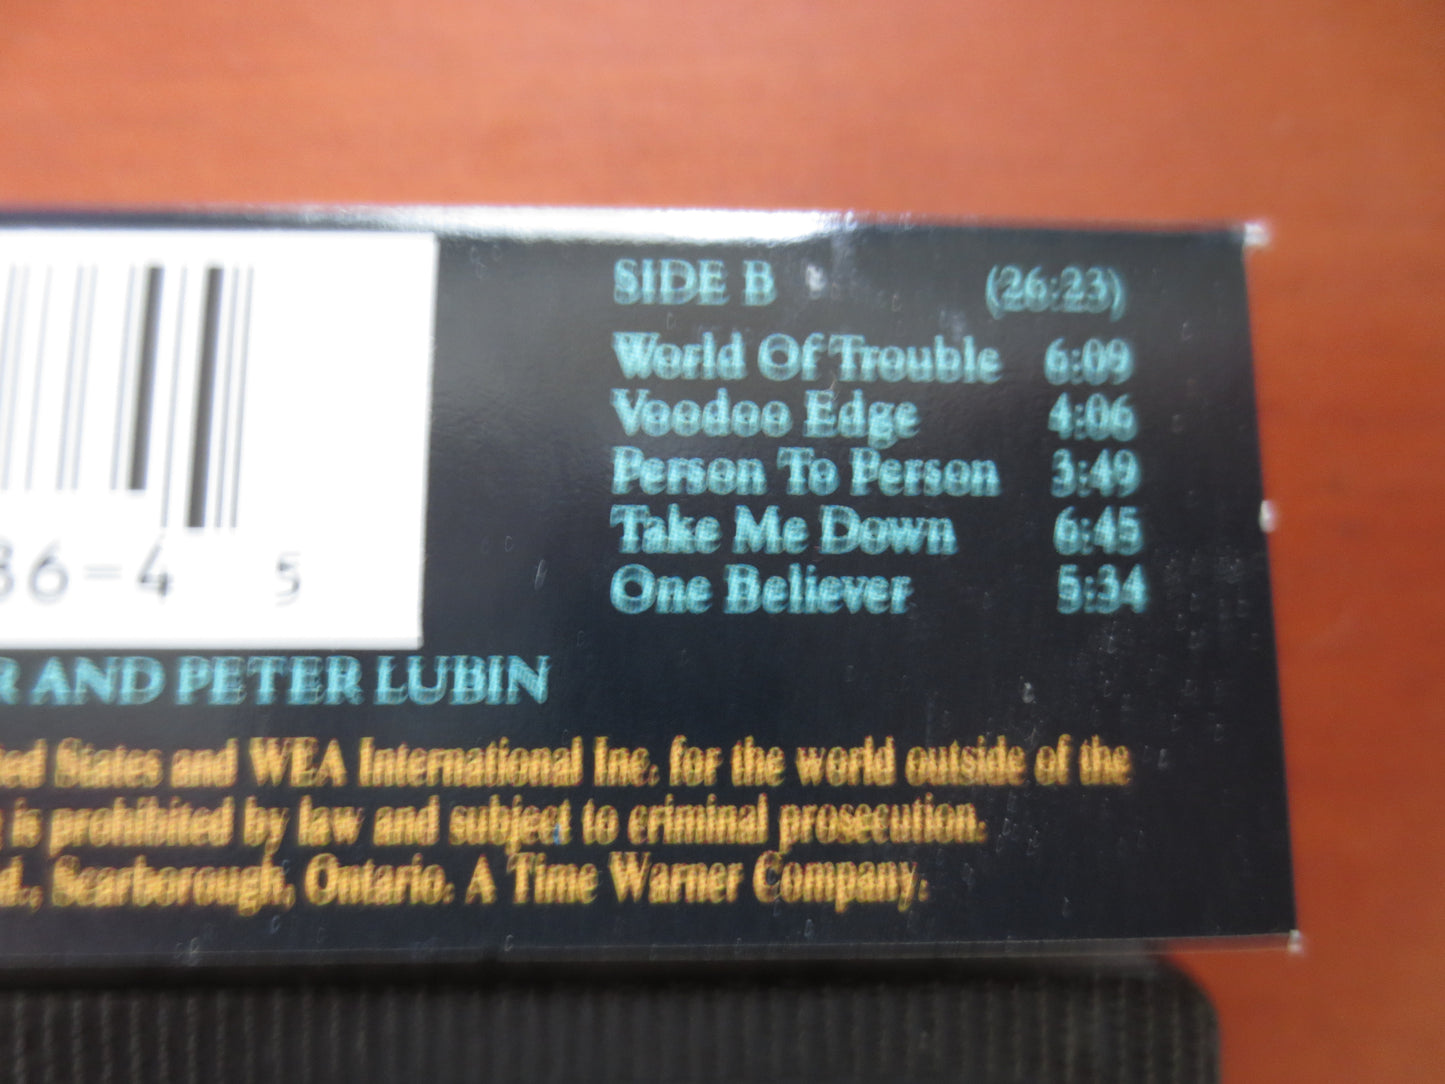 SIDE B (26:23)
World Of Trouble 6:09
Voodoo Edge 4:06
Person To Person 3:49
Take Me Down 6:45
One Believer 5:34
36-4 5
R AND PETER LUBIN
ed States and WEA International Inc. for the world outside of the
is prohibited by law and subject to criminal prosecution.
d., Scarborough, Ontario. A Time Warner Company.